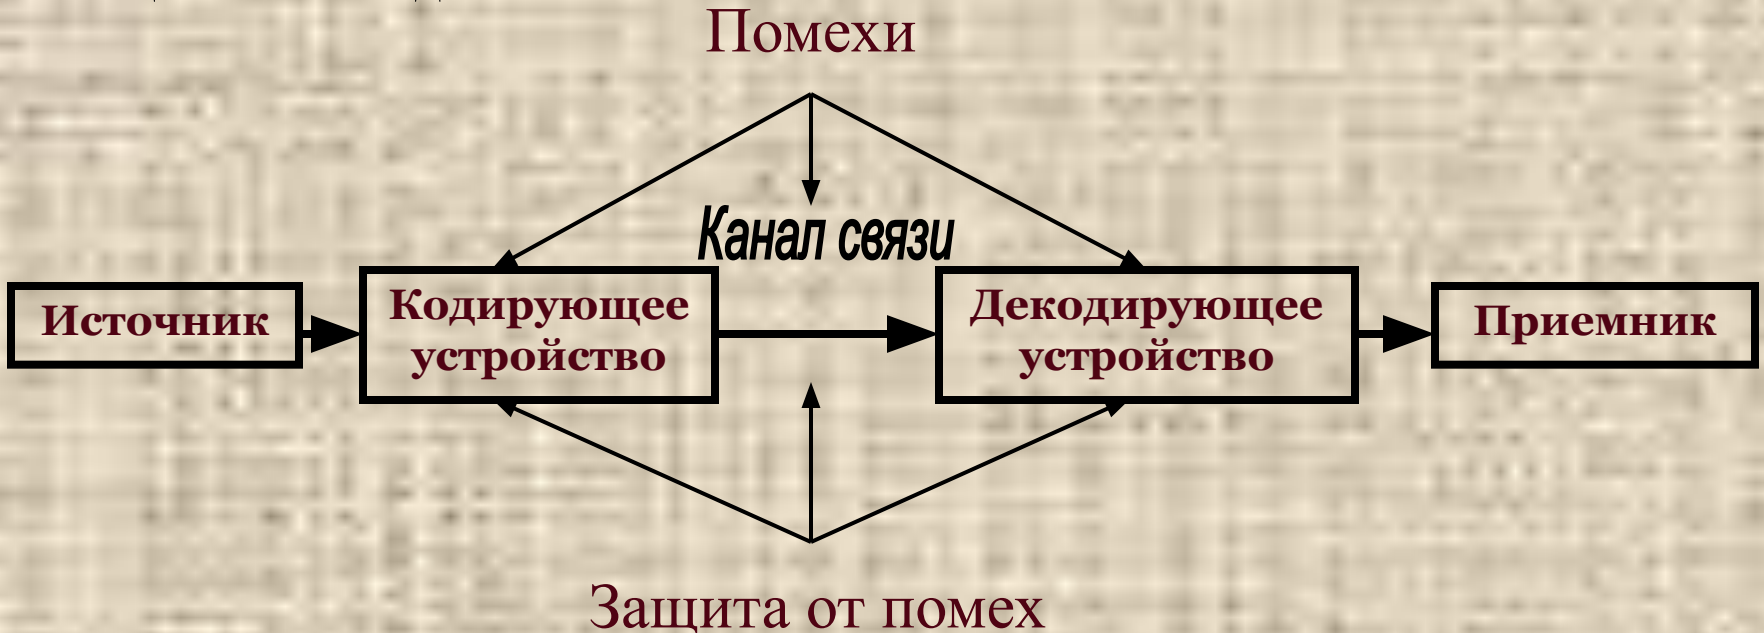 Помехи
Канал связи
Источник
Кодирующее
устройство
Декодирующее
устройство
Приемник
Защита от помех